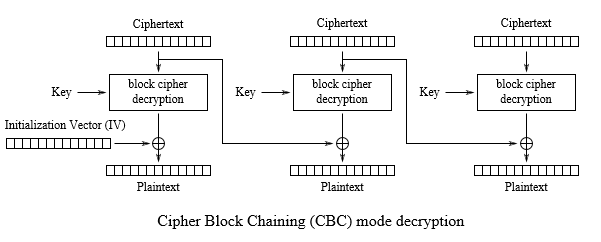 Ciphertext
Ciphertext
Ciphertext
Key
block cipher
decryption
Key
block cipher
decryption
Key
block cipher
decryption
Initialization Vector (IV)
Plaintext
Plaintext
Plaintext
Cipher Block Chaining (CBC) mode decryption